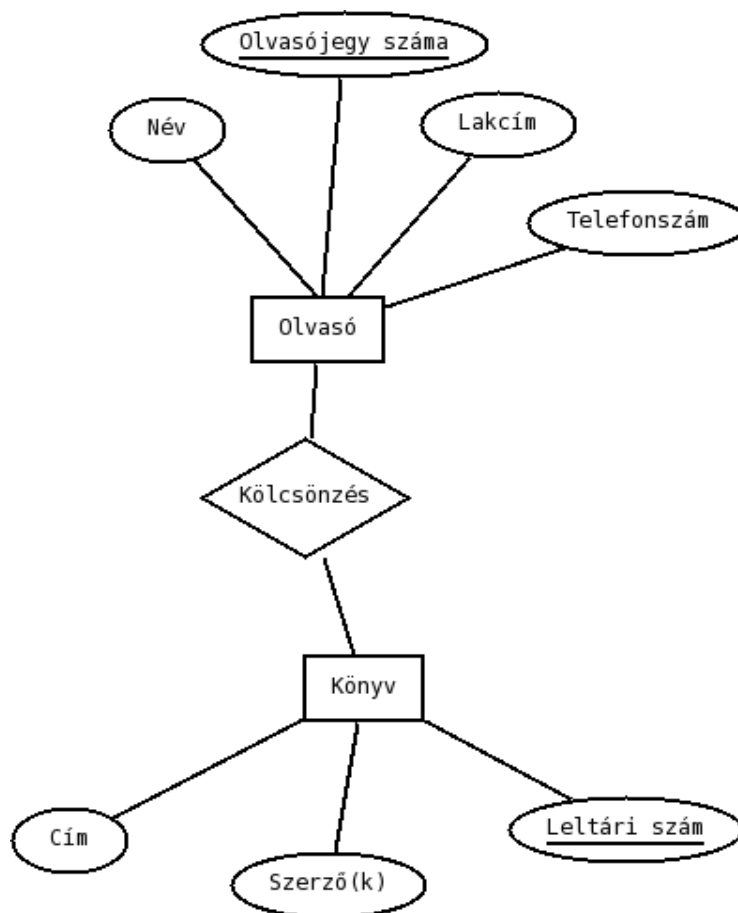 Olvasójegy száma
Név
Lakcím
Telefonszám
Olvasó
Kölcsönzés
Könyv
Cím
Szerző(k)
Leltári szám